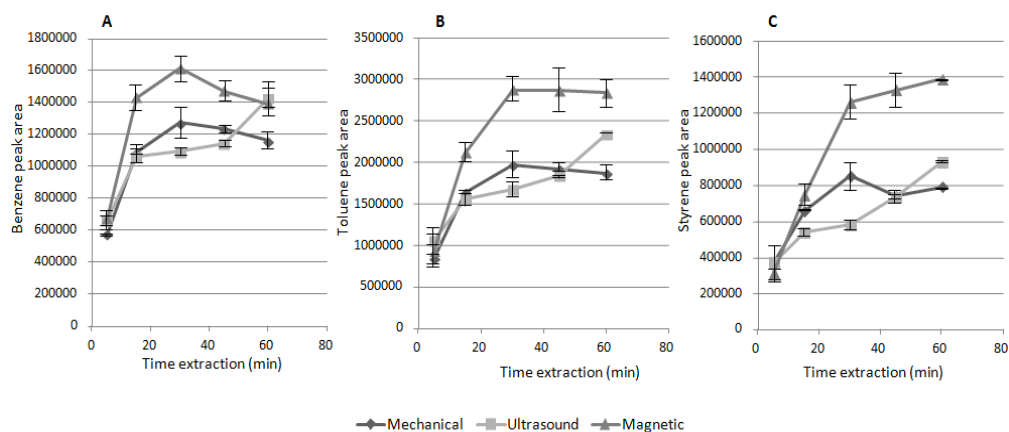 A
Benzene peak area
1800000
1600000
1400000
1200000
1000000
800000
600000
400000
200000
0
0 20 40 60 80
Time extraction (min)
B
Toluene peak area
3500000
3000000
2500000
2000000
1500000
1000000
500000
0
0 20 40 60 80
Time extraction (min)
C
Styrene peak area
1600000
1400000
1200000
1000000
800000
600000
400000
200000
0
0 20 40 60 80
Time extraction (min)
Mechanical Ultrasound Magnetic